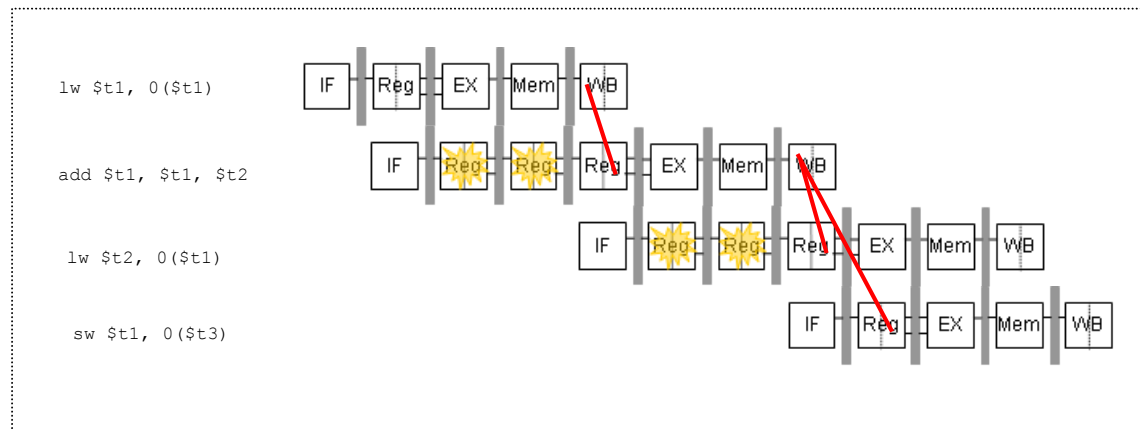 lw $t1, 0($t1) IF Reg EX Mem WB
add $t1, $t1, $t2 IF Reg Reg Reg EX Mem WB
lw $t2, 0($t1) IF Reg Reg Reg EX Mem WB
sw $t1, 0($t3) IF Reg EX Mem WB